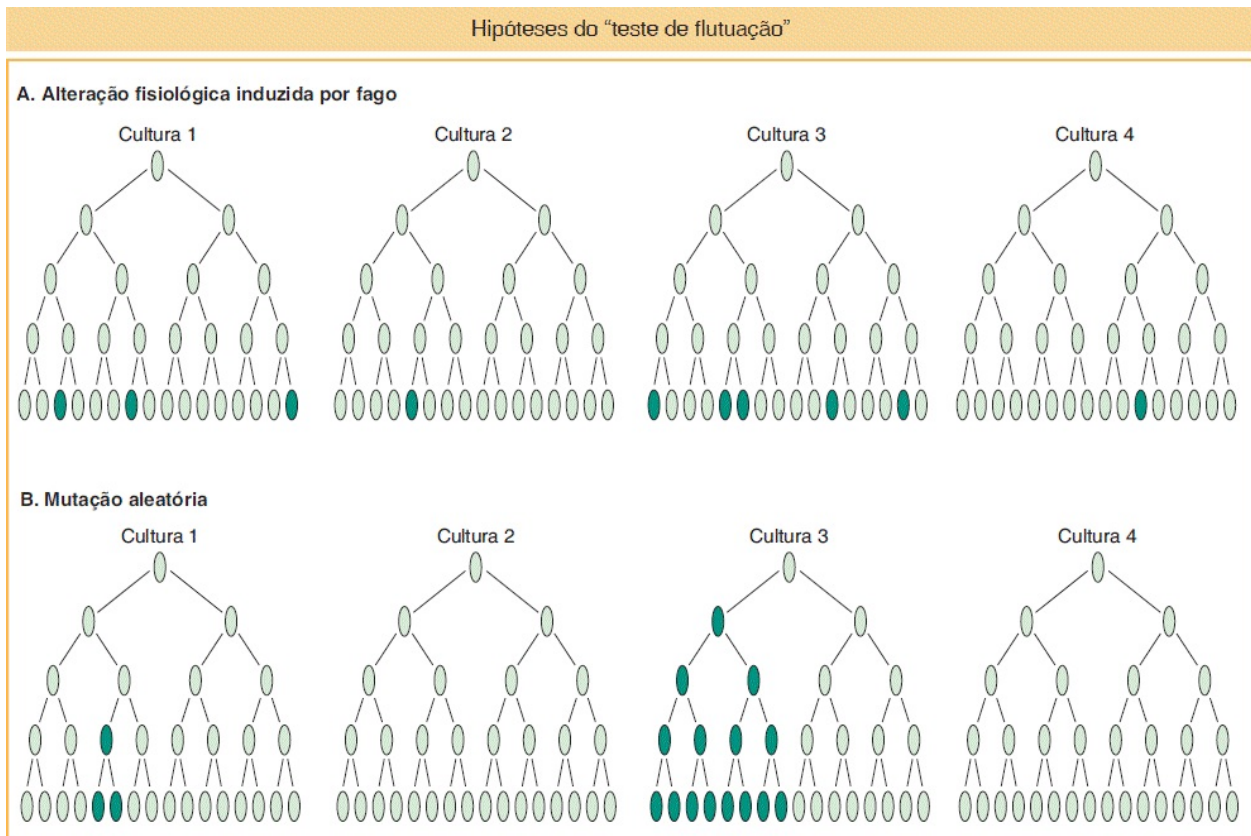 Hipóteses do “teste de flutuação”
A. Alteração fisiológica induzida por fago
Cultura 1
Cultura 2
Cultura 3
Cultura 4
B. Mutação aleatória
Cultura 1
Cultura 2
Cultura 3
Cultura 4